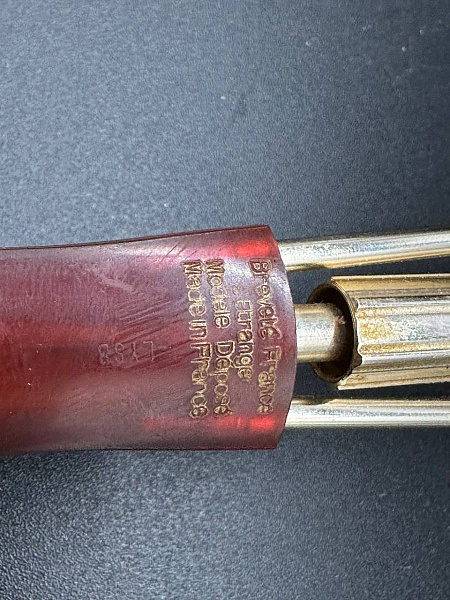 Breveté France
Etranger
Modèle Déposé
Made in France